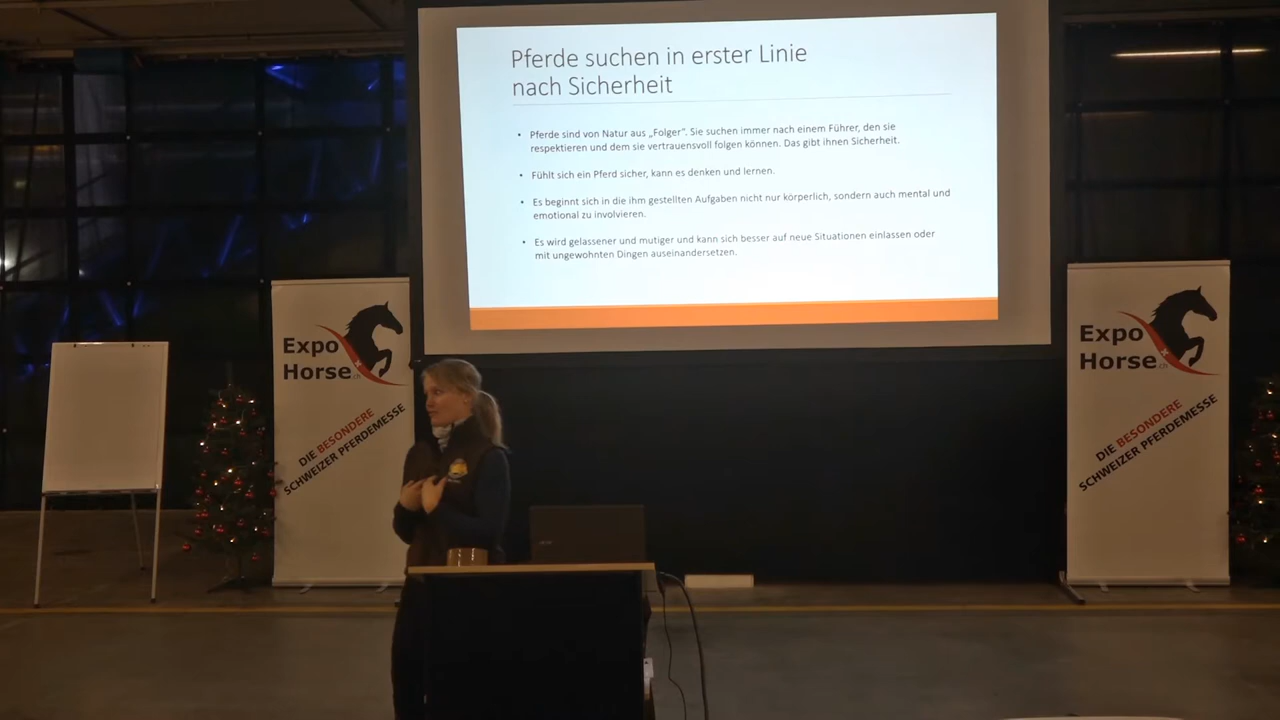 Pferde suchen in erster Linie
nach Sicherheit
• Pferde sind von Natur aus „Folger“. Sie suchen immer nach einem Führer, den sie
respektieren und dem sie vertrauensvoll folgen können. Das gibt ihnen Sicherheit.
• Fühlt sich ein Pferd sicher, kann es denken und lernen.
• Es beginnt sich in die ihm gestellten Aufgaben nicht nur körperlich, sondern auch mental und
emotional zu involvieren.
• Es wird gelassener und mutiger und kann sich besser auf neue Situationen einlassen oder
mit ungewohnten Dingen auseinandersetzen.
Expo
Horse.ch
DIE BESONDERE
SCHWEIZER PFERDEMESSE
Expo
Horse.ch
DIE BESONDERE
SCHWEIZER PFERDEMESSE